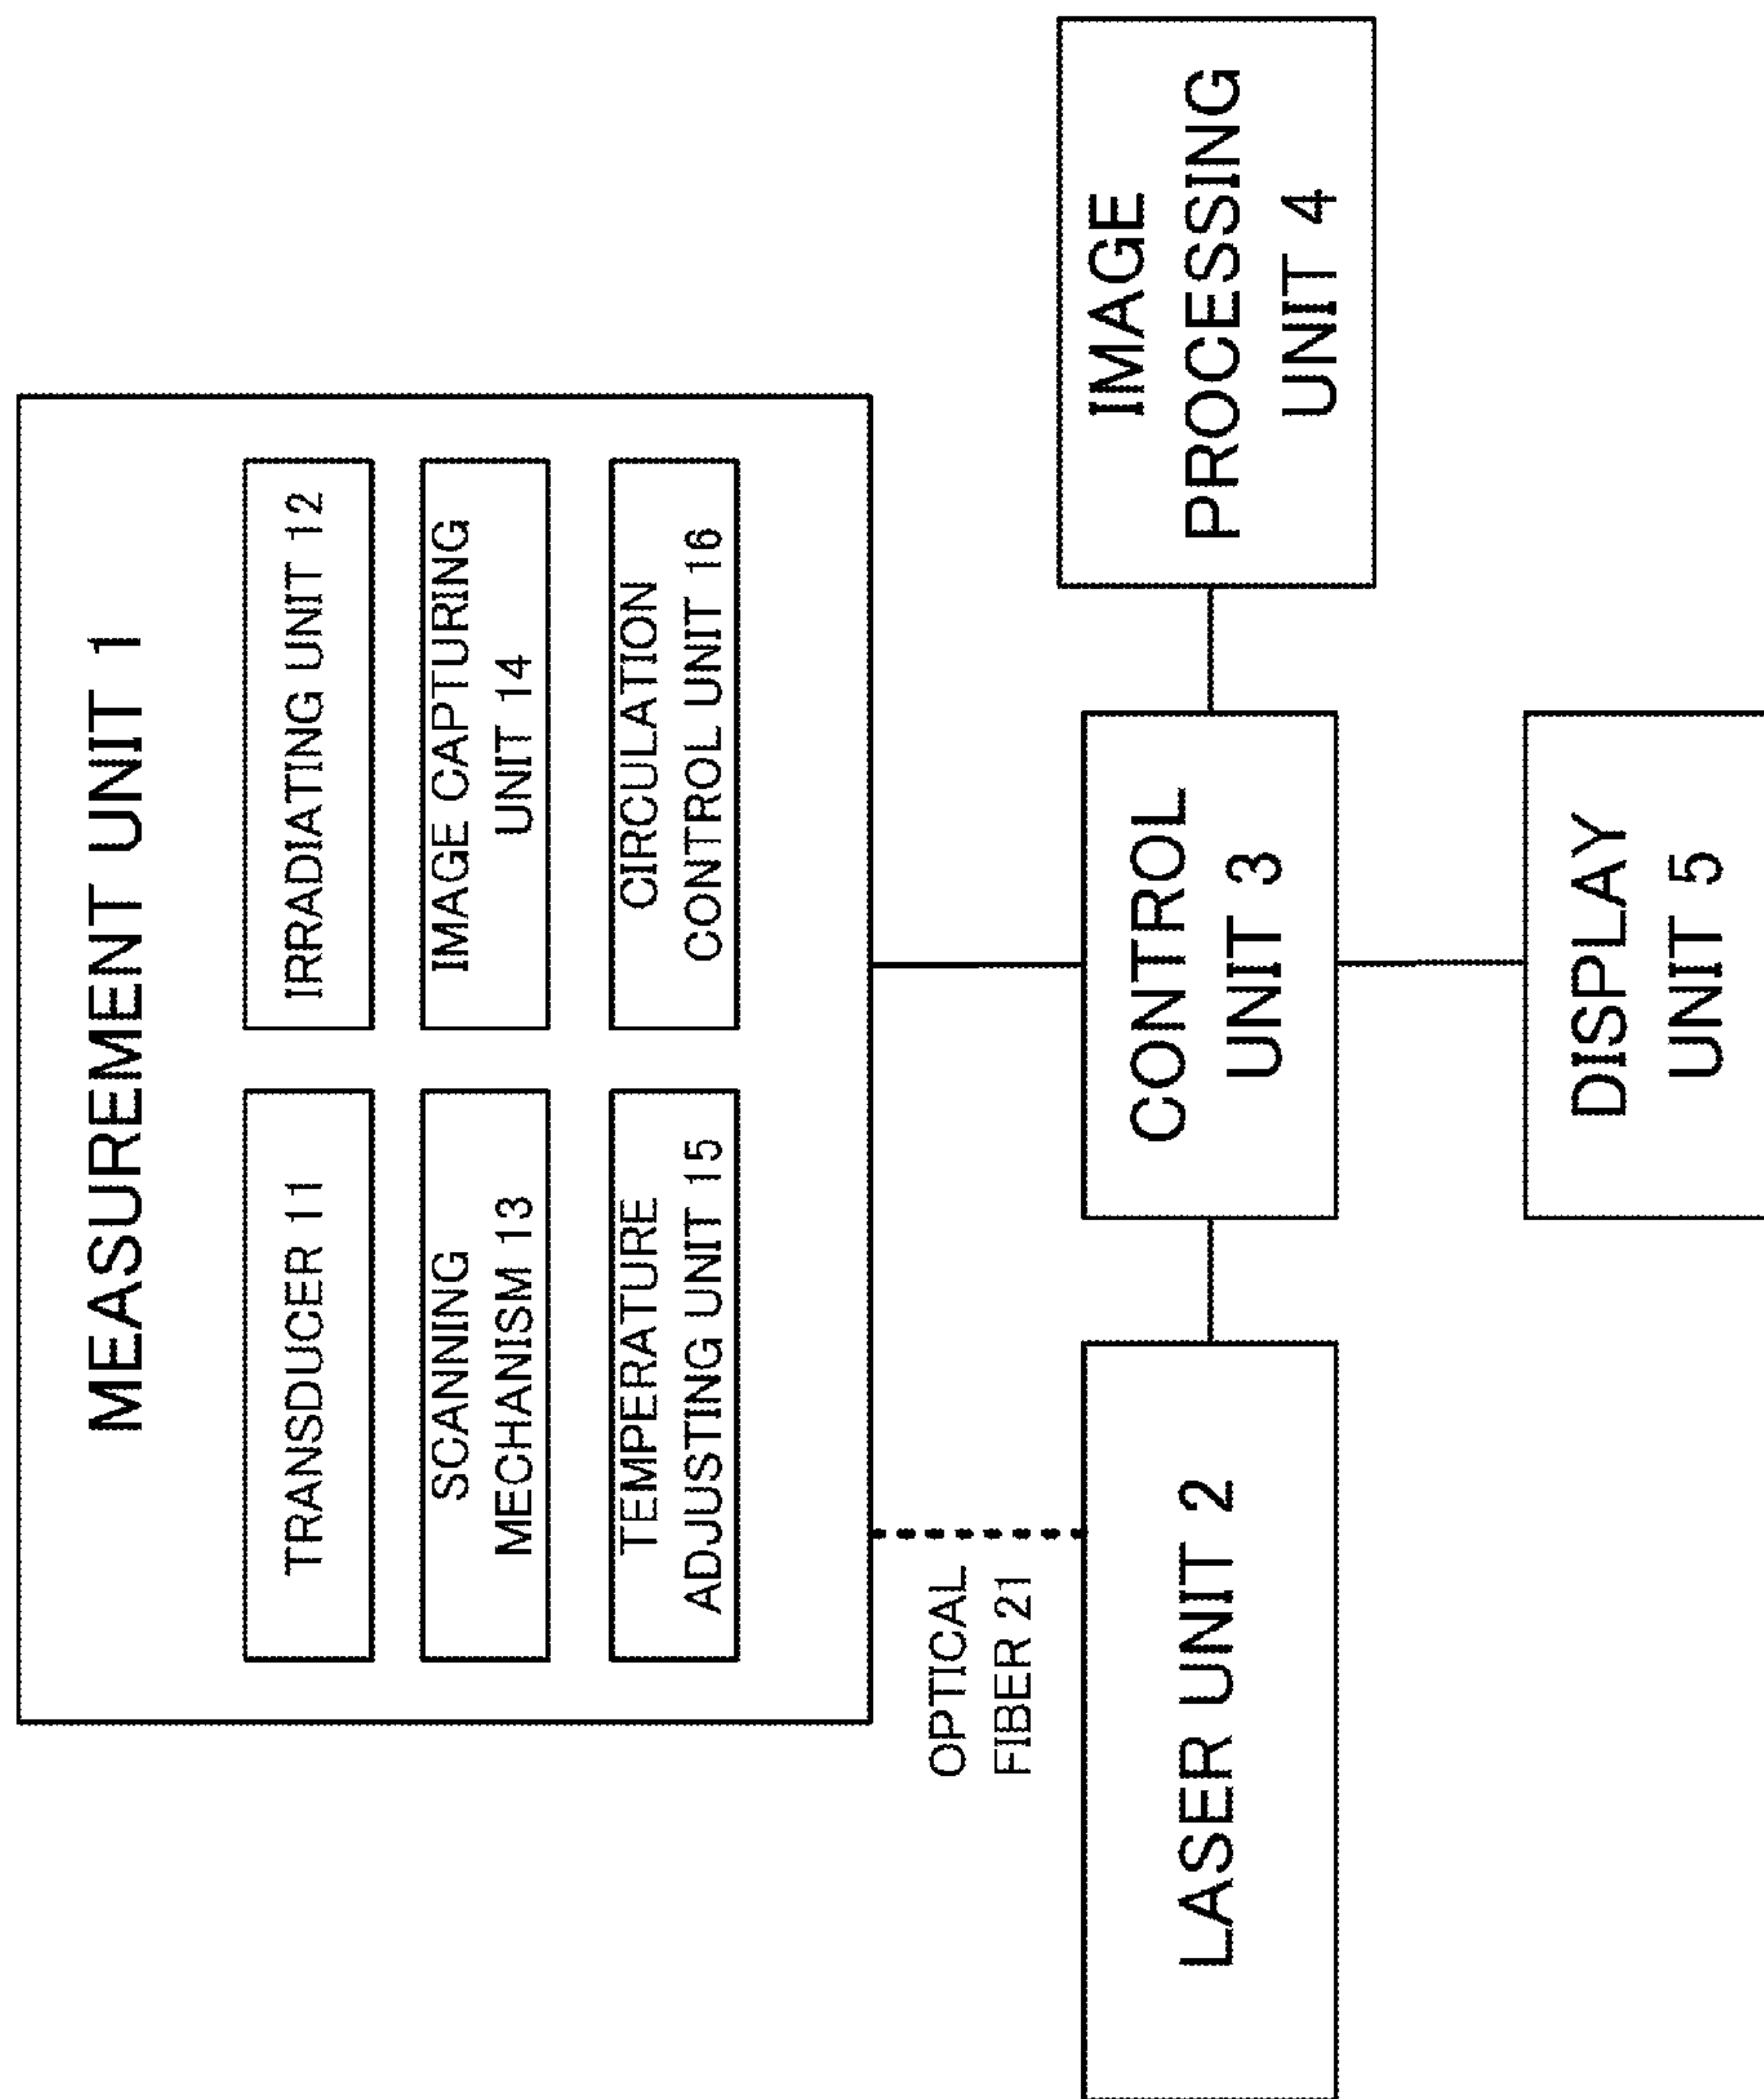 MEASUREMENT UNIT 1
TRANSDUCER 11
IRRADIATING UNIT 12
SCANNING
MECHANISM 13
IMAGE CAPTURING
UNIT 14
TEMPERATURE
ADJUSTING UNIT 15
CIRCULATION
CONTROL UNIT 16
OPTICAL
FIBER 21
LASER UNIT 2
CONTROL
UNIT 3
IMAGE
PROCESSING
UNIT 4
DISPLAY
UNIT 5